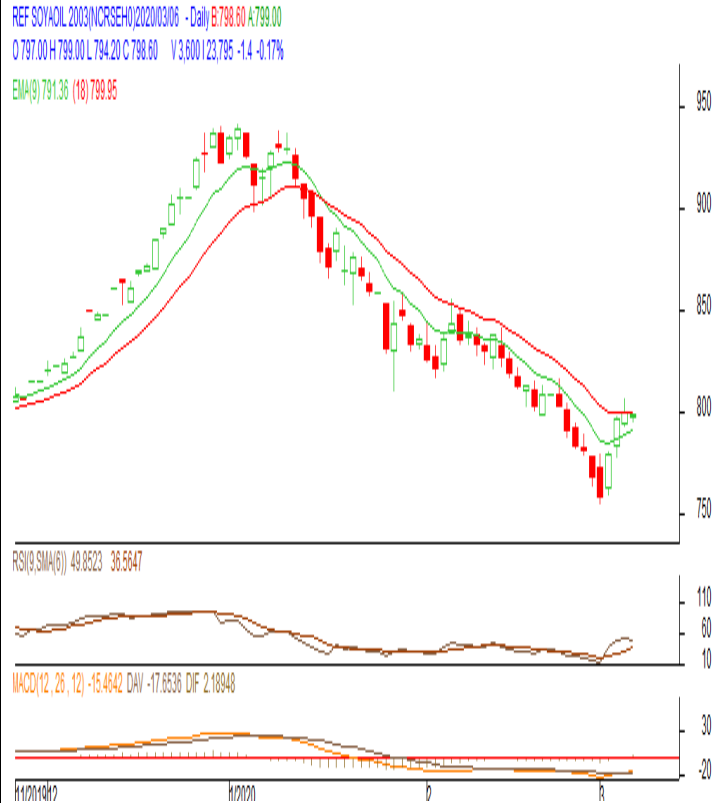 REF SOYAOIL 2003(NCRSEH0)2020/03/06 - Daily B:798.60 A:799.00
O 797.00 H 799.00 L 794.20 C 798.60 V 3,600 I 23,795 -1.4 -0.17%
EMA(9) 791.36 (18) 799.95
950
900
850
800
750
RSI(9,SMA(6)) 49.8523 36.5647
110
60
10
MACD(12 , 26 , 12) -15.4642 DAV -17.6536 DIF 2.18948
30
-20
11/2019 12 1/2020 2 3